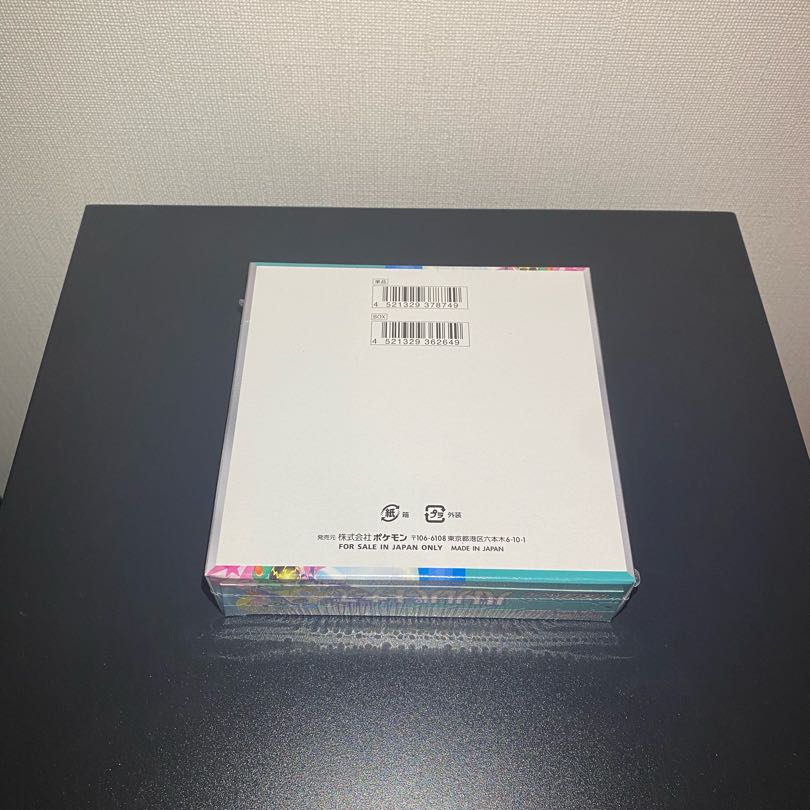 単品
4 521329 378749
BOX
4 521329 362649
紙 箱 プラ 外装
発売元 株式会社 ポケモン 〒106-6108 東京都港区六本木6-10-1
FOR SALE IN JAPAN ONLY MADE IN JAPAN